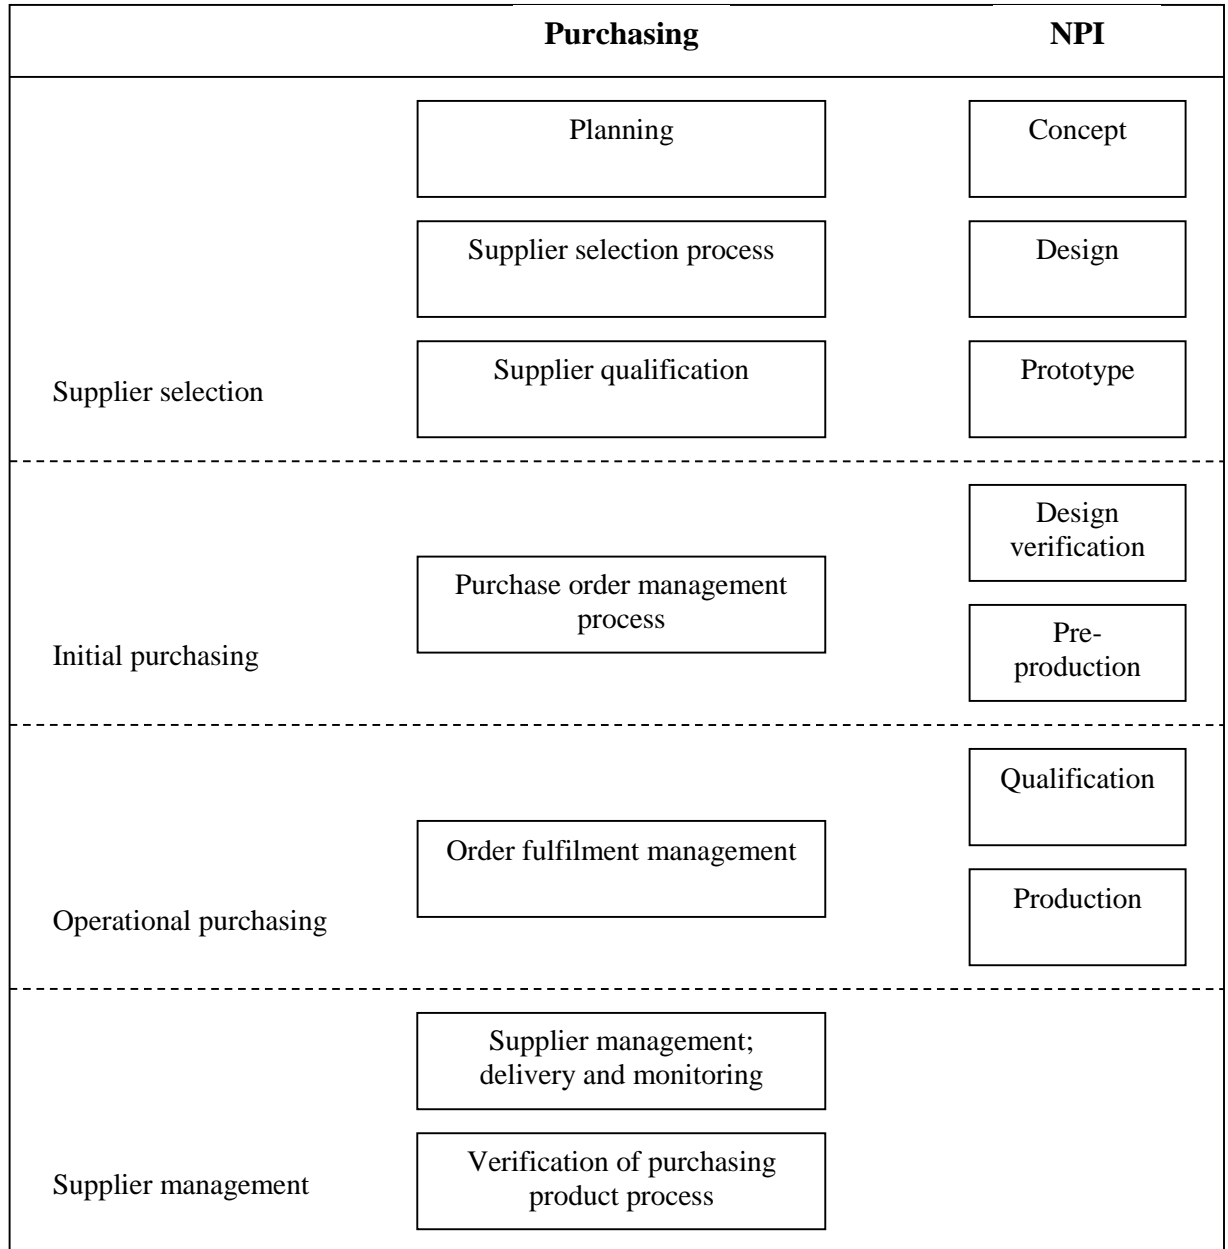 Purchasing
NPI
Planning
Concept
Supplier selection process
Design
Supplier qualification
Prototype
Supplier selection
Design
verification
Purchase order management
process
Pre-
production
Initial purchasing
Qualification
Order fulfilment management
Production
Operational purchasing
Supplier management;
delivery and monitoring
Verification of purchasing
product process
Supplier management